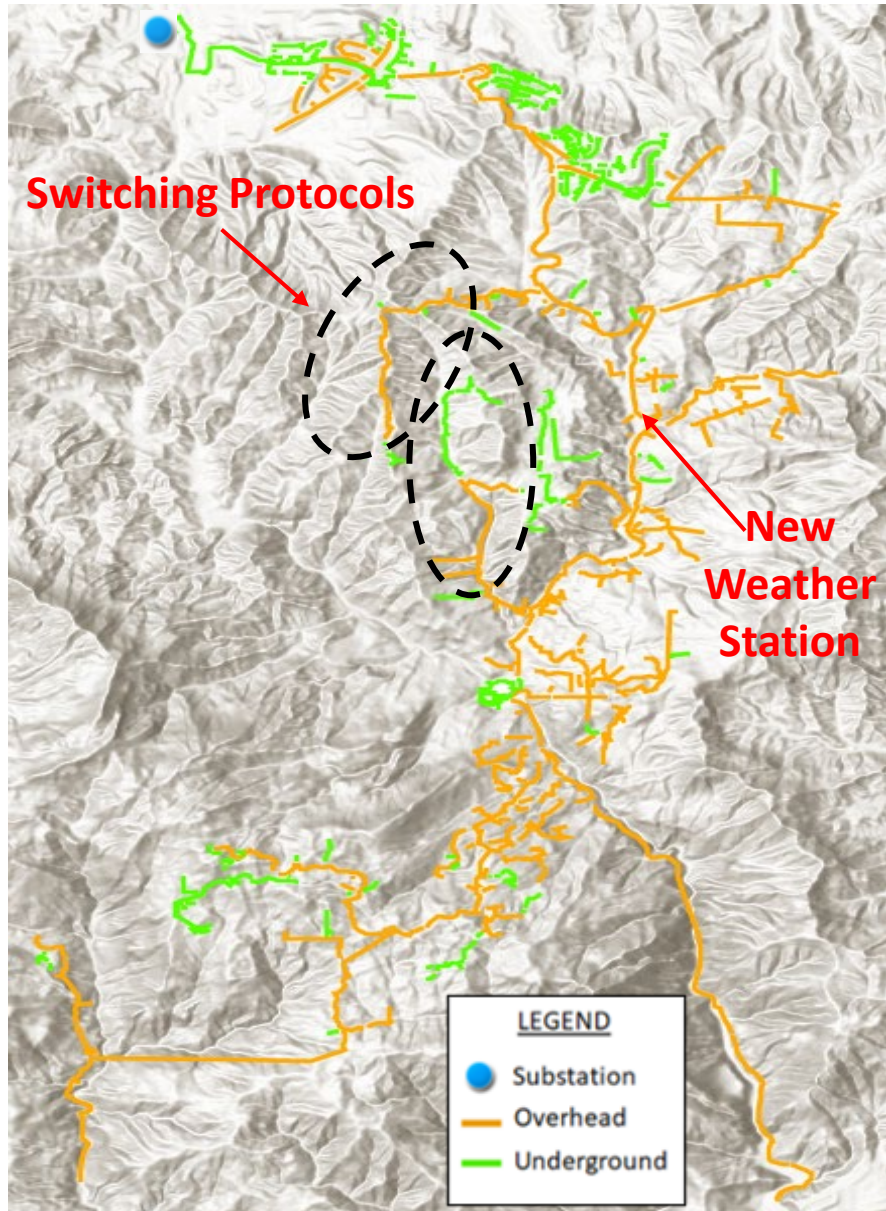 Switching Protocols
New
Weather
Station
LEGEND
Substation
Overhead
Underground